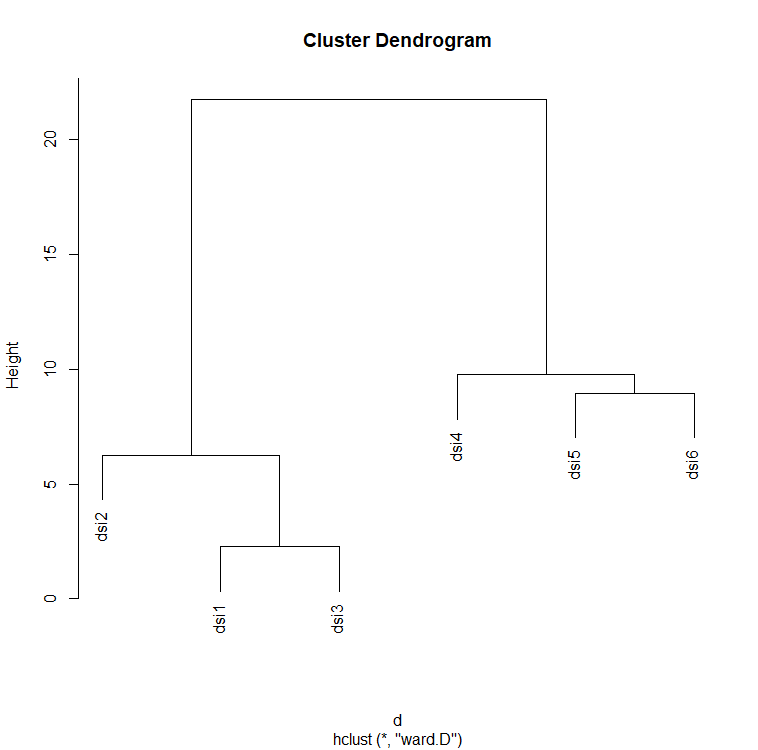 Cluster Dendrogram
Height
20
15
10
5
0
dsi2
dsi1
dsi3
dsi4
dsi5
dsi6
d
hclust (*, "ward.D")